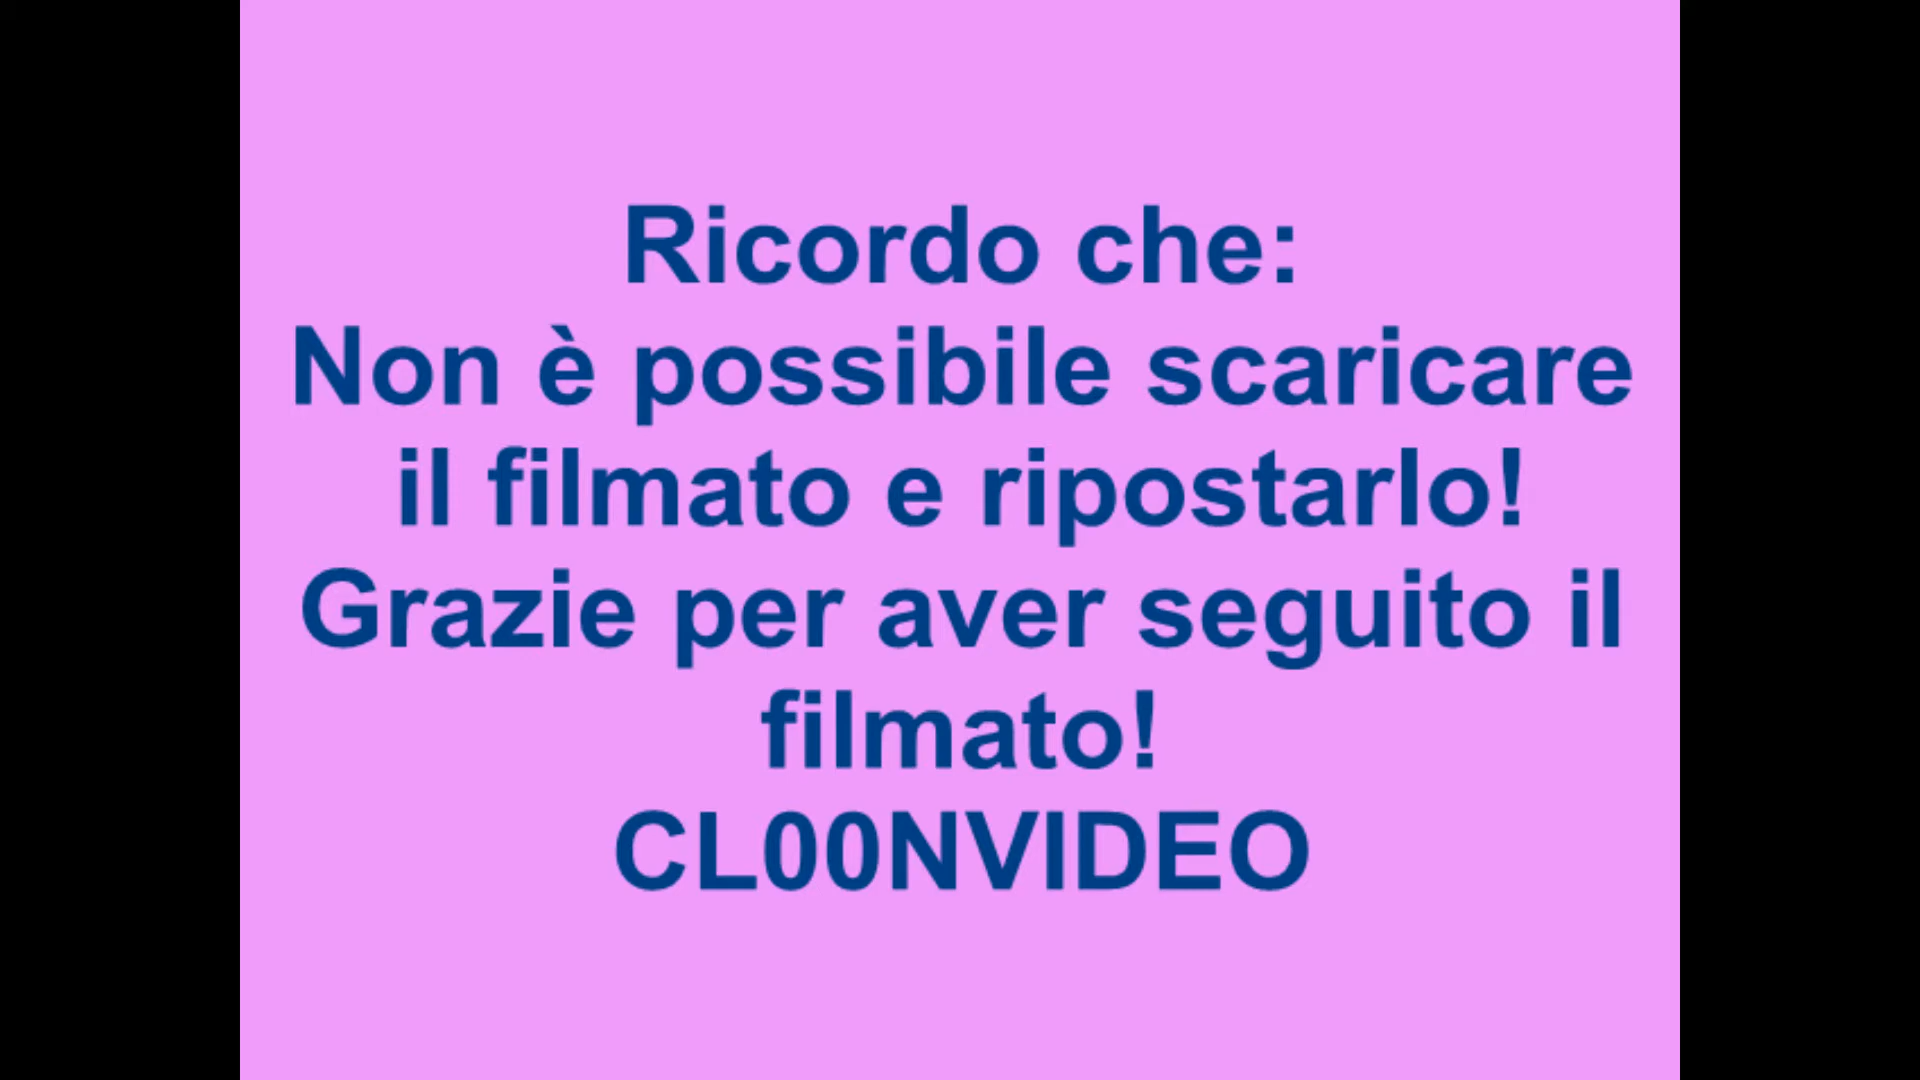 Ricordo che:
Non è possibile scaricare
il filmato e ripostarlo!
Grazie per aver seguito il
filmato!
CL00NVIDEO